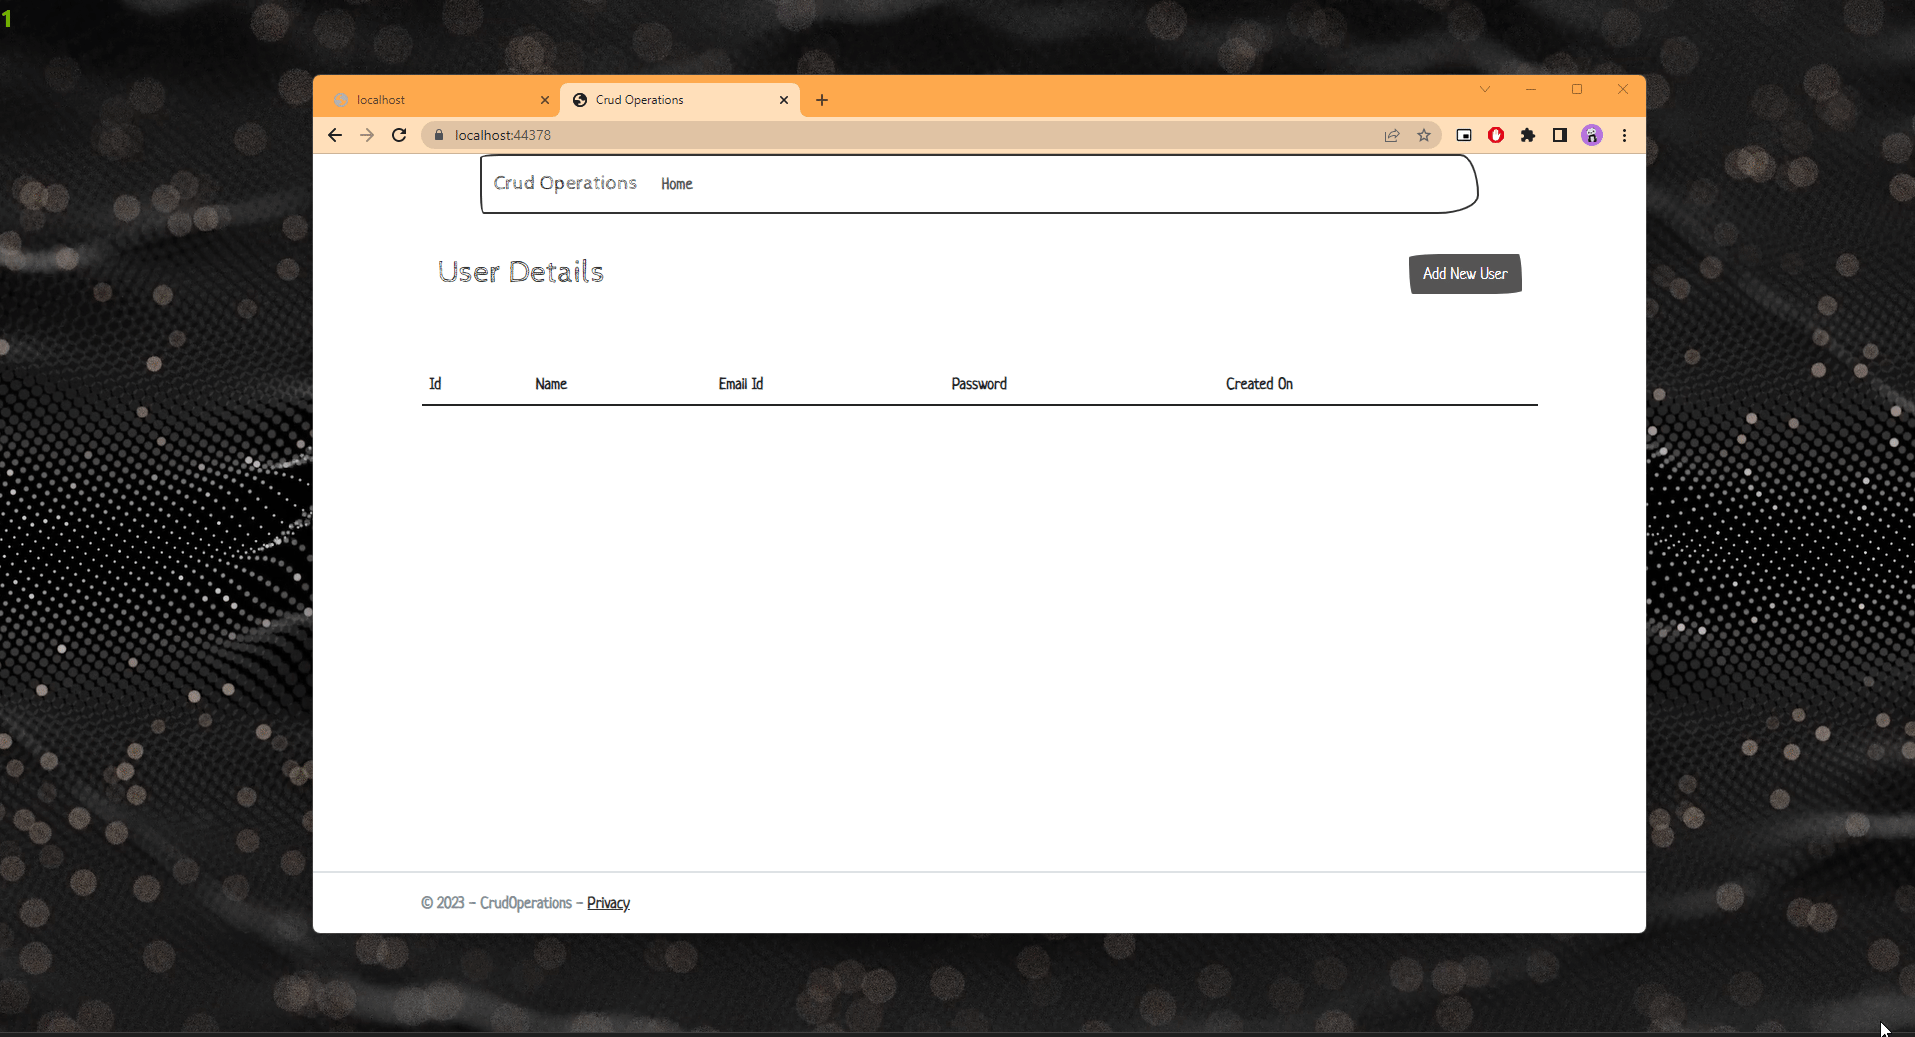 1
localhost
Crud Operations
localhost:44378
Crud Operations Home
User Details
Add New User
Id Name Email Id Password Created On
© 2023 - CrudOperations - Privacy